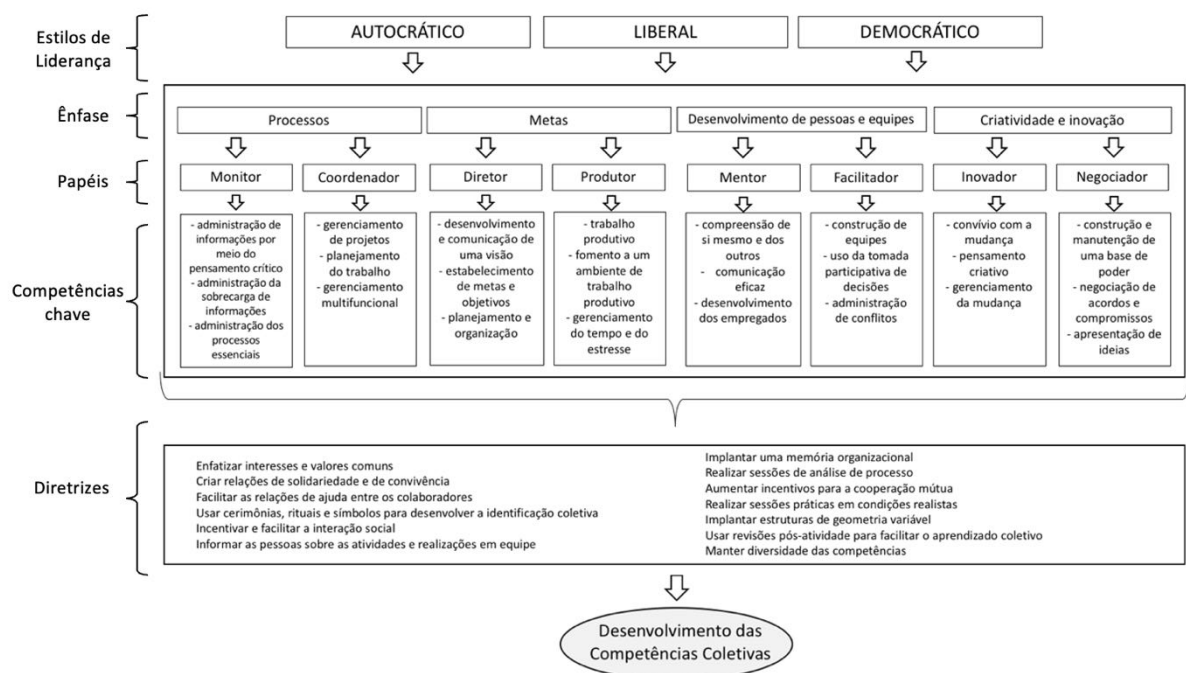 Estilos de
Liderança
AUTOCRÁTICO
LIBERAL
DEMOCRÁTICO
Ênfase
Processos
Metas
Desenvolvimento de pessoas e equipes
Criatividade e inovação
Papéis
Monitor
Coordenador
Diretor
Produtor
Mentor
Facilitador
Inovador
Negociador
Competências
chave
- administração de
informações por
meio do
pensamento crítico
- administração da
sobrecarga de
informações
- administração dos
processos
essenciais
- gerenciamento
de projetos
- planejamento
do trabalho
- gerenciamento
multifuncional
- desenvolvimento
e comunicação de
uma visão
- estabelecimento
de metas e
objetivos
- planejamento e
organização
- trabalho
produtivo
- fomento a um
ambiente de
trabalho
produtivo
- gerenciamento
do tempo e do
estresse
- compreensão de
si mesmo e dos
outros
- comunicação
eficaz
- desenvolvimento
dos empregados
- construção de
equipes
- uso da tomada
participativa de
decisões
- administração de
conflitos
- convívio com a
mudança
- pensamento
criativo
- gerenciamento
da mudança
- construção e
manutenção de
uma base de
poder
- negociação de
acordos e
compromissos
- apresentação de
ideias
Diretrizes
Enfatizar interesses e valores comuns
Criar relações de solidariedade e de convivência
Facilitar as relações de ajuda entre os colaboradores
Usar cerimônias, rituais e símbolos para desenvolver a identificação coletiva
Incentivar e facilitar a interação social
Informar as pessoas sobre as atividades e realizações em equipe
Implantar uma memória organizacional
Realizar sessões de análise de processo
Aumentar incentivos para a cooperação mútua
Realizar sessões práticas em condições realistas
Implantar estruturas de geometria variável
Usar revisões pós-atividade para facilitar o aprendizado coletivo
Manter diversidade das competências
Desenvolvimento das
Competências Coletivas